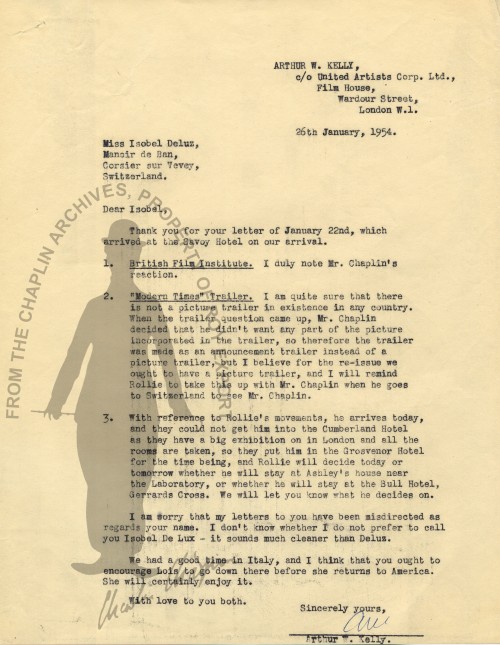 ARTHUR W. KELLY,
c/o United Artists Corp. Ltd.,
Film House,
Wardour Street,
London W.1.
26th January, 1954.
Miss Isobel Deluz,
Manoir de Ban,
Corsier sur Vevey,
Switzerland.
Dear Isobel,
Thank you for your letter of January 22nd, which
arrived at the Savoy Hotel on our arrival.
1. British Film Institute. I duly note Mr. Chaplin's
reaction.
2. "Modern Times" Trailer. I am quite sure that there
is not a picture trailer in existence in any country.
When the trailer question came up, Mr. Chaplin
decided that he didn't want any part of the picture
incorporated in the trailer, so therefore the trailer
was made as an announcement trailer instead of a
picture trailer, but I believe for the re-issue we
ought to have a picture trailer, and I will remind
Rollie to take this up with Mr. Chaplin when he goes
to Switzerland to see Mr. Chaplin.
3. With reference to Rollie's movements, he arrives today,
and they could not get him into the Cumberland Hotel
as they have a big exhibition on in London and all the
rooms are taken, so they put him in the Grosvenor Hotel
for the time being, and Rollie will decide today or
tomorrow whether he will stay at Ashley's house near
the Laboratory, or whether he will stay at the Bull Hotel,
Gerrards Cross. We will let you know what he decides on.
I am sorry that my letters to you have been misdirected as
regards your name. I don't know whether I do not prefer to call
you Isobel De Lux - it sounds much cleaner than Deluz.
We had a good time in Italy, and I think that you ought to
encourage Lois to go down there before she returns to America.
She will certainly enjoy it.
With love to you both.
Sincerely yours,
Arthur W. Kelly.
FROM THE CHAPLIN ARCHIVES, PROPERTY OF